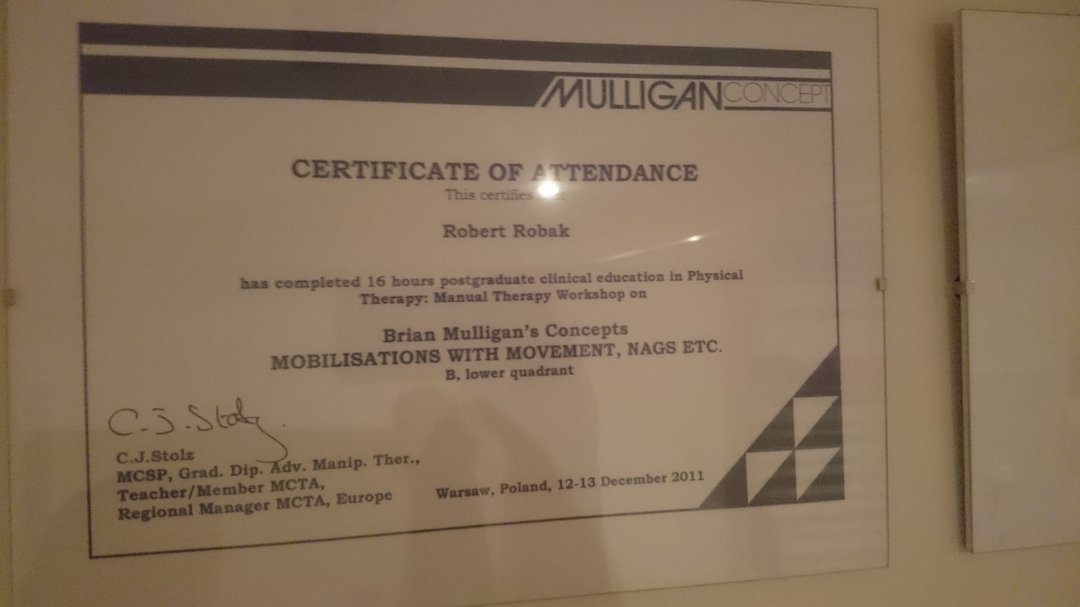 MULLIGAN CONCEPT
CERTIFICATE OF ATTENDANCE
This certifies
Robert Robak
has completed 16 hours postgraduate clinical education in Physical
Therapy: Manual Therapy Workshop on
Brian Mulligan's Concepts
MOBILISATIONS WITH MOVEMENT, NAGS ETC.
B, lower quadrant
C.J.Stolz
C.J.Stolz
MCSP, Grad. Dip. Adv. Manip. Ther.,
Teacher/Member MCTA,
Regional Manager MCTA, Europe
Warsaw, Poland, 12-13 December 2011